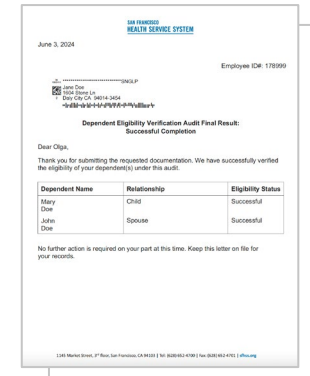 SAN FRANCISCO
HEALTH SERVICE SYSTEM
June 3, 2024
Employee ID#: 178999
SNGLP
Jane Doe
1604 Stone Ln
Daly City CA 94014-3454
Dependent Eligibility Verification Audit Final Result:
Successful Completion
Dear Olga,
Thank you for submitting the requested documentation. We have successfully verified
the eligibility of your dependent(s) under this audit.
Dependent Name Relationship Eligibility Status
Mary Doe Child Successful
John Doe Spouse Successful
No further action is required on your part at this time. Keep this letter on file for
your records.
1145 Market Street, 3rd floor, San Francisco, CA 94103 | Tel: (628) 652-4700 | Fax: (628) 652-4701 | sfhss.org